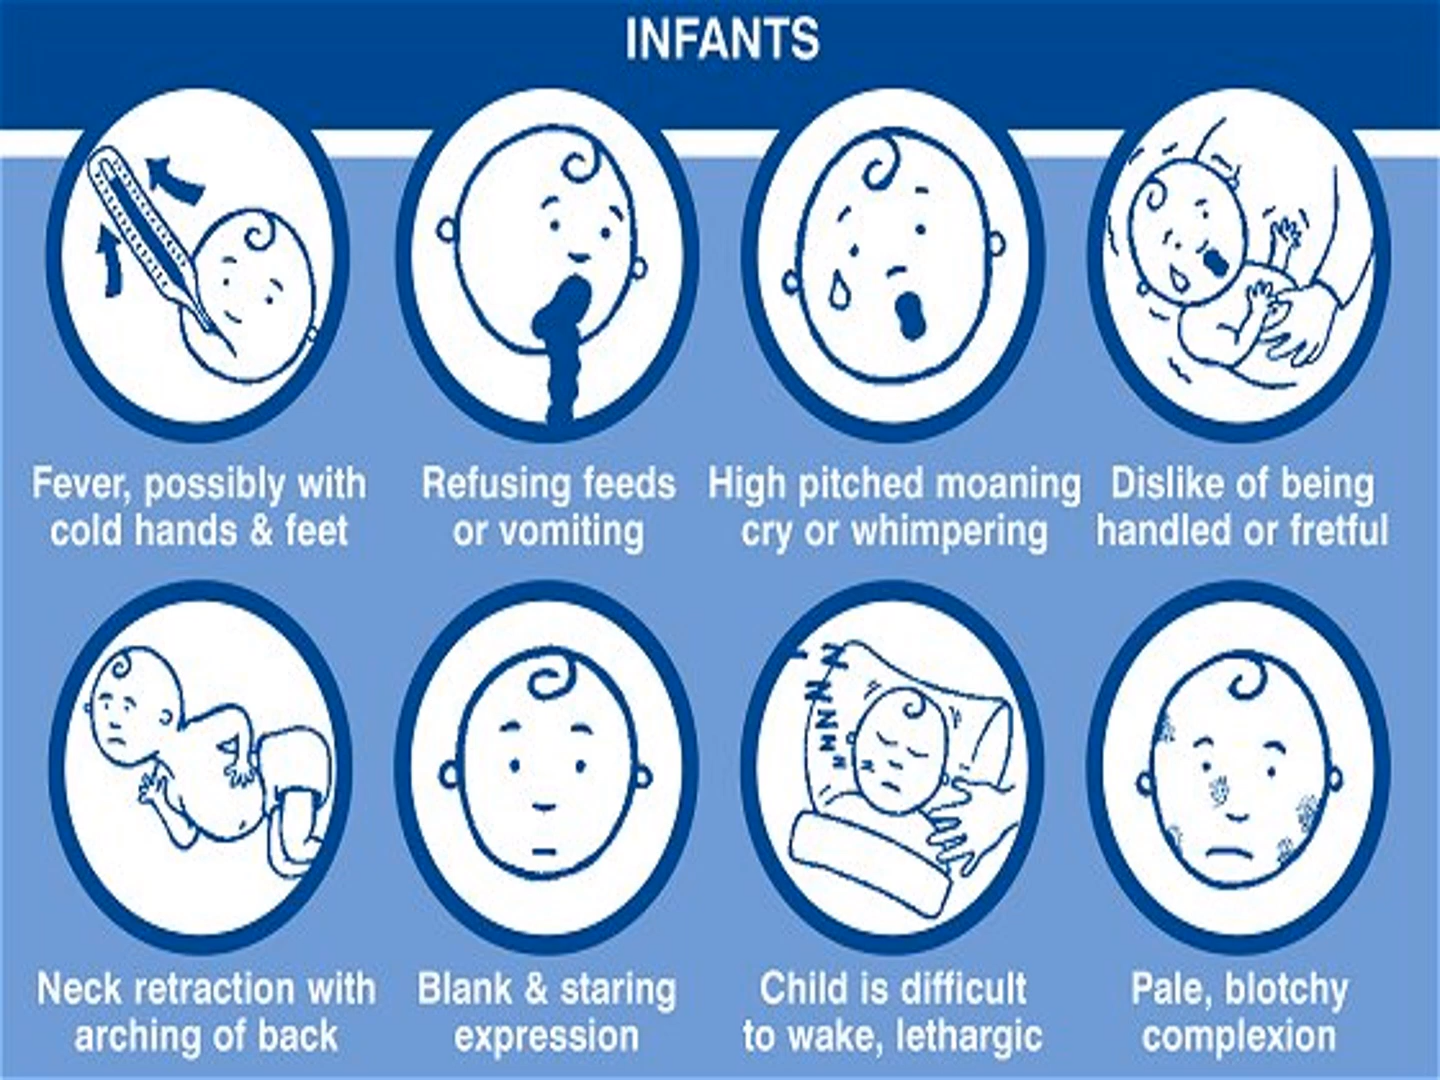 INFANTS
Fever, possibly with
cold hands & feet
Refusing feeds
or vomiting
High pitched moaning
cry or whimpering
Dislike of being
handled or fretful
Neck retraction with
arching of back
Blank & staring
expression
Child is difficult
to wake, lethargic
Pale, blotchy
complexion